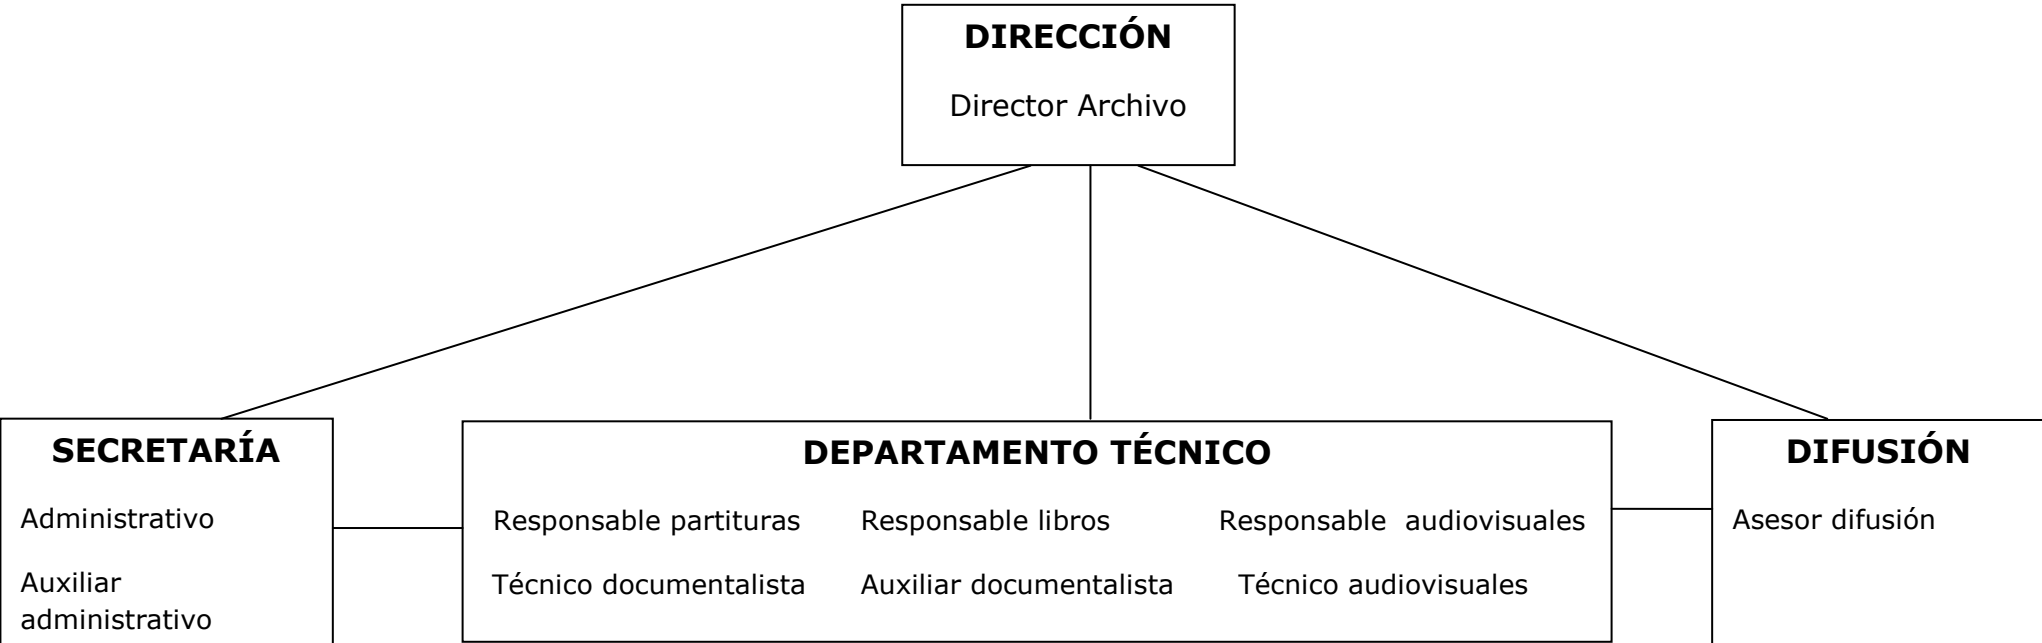 DIRECCIÓN
Director Archivo
SECRETARÍA
Administrativo
Auxiliar
administrativo
DEPARTAMENTO TÉCNICO
Responsable partituras Responsable libros Responsable audiovisuales
Técnico documentalista Auxiliar documentalista Técnico audiovisuales
DIFUSIÓN
Asesor difusión